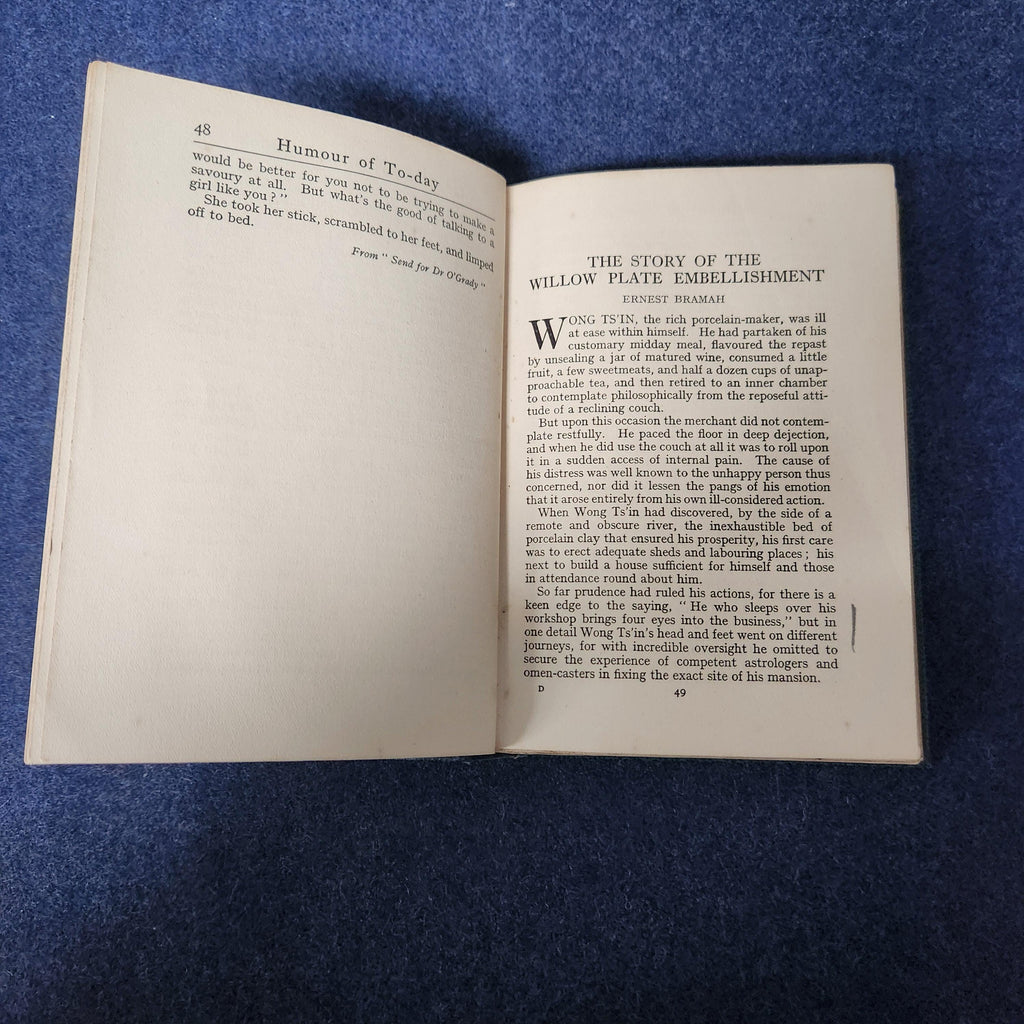 48
Humour of To-day
would be better for you not to be trying to make a
savoury at all. But what's the good of talking to a
girl like you ? "
She took her stick, scrambled to her feet, and limped
off to bed.
From " Send for Dr O'Grady "
THE STORY OF THE
WILLOW PLATE EMBELLISHMENT
ERNEST BRAMAH
WONG TS'IN, the rich porcelain-maker, was ill
at ease within himself. He had partaken of his
customary midday meal, flavoured the repast
by unsealing a jar of matured wine, consumed a little
fruit, a few sweetmeats, and half a dozen cups of unap-
proachable tea, and then retired to an inner chamber
to contemplate philosophically from the reposeful atti-
tude of a reclining couch.
But upon this occasion the merchant did not contem-
plate restfully. He paced the floor in deep dejection,
and when he did use the couch at all it was to roll upon
it in a sudden access of internal pain. The cause of
his distress was well known to the unhappy person thus
concerned, nor did it lessen the pangs of his emotion
that it arose entirely from his own ill-considered action.
When Wong Ts'in had discovered, by the side of a
remote and obscure river, the inexhaustible bed of
porcelain clay that ensured his prosperity, his first care
was to erect adequate sheds and labouring places ; his
next to build a house sufficient for himself and those
in attendance round about him.
So far prudence had ruled his actions, for there is a
keen edge to the saying, " He who sleeps over his
workshop brings four eyes into the business," but in
one detail Wong Ts'in's head and feet went on different
journeys, for with incredible oversight he omitted to
secure the experience of competent astrologers and
omen-casters in fixing the exact site of his mansion.
D
49